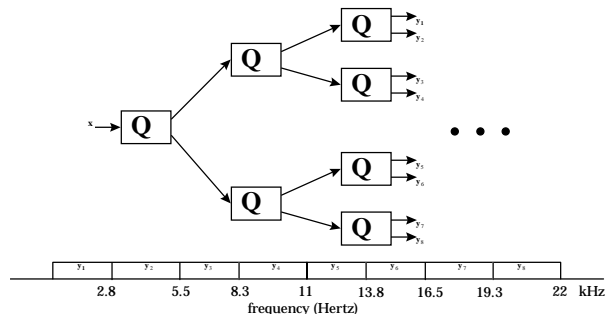 Q y₁
y₂
Q
Q y₃
y₄
x Q
Q y₅
y₆
Q
Q y₇
y₈
y₁ y₂ y₃ y₄ y₅ y₆ y₇ y₈
2.8 5.5 8.3 11 13.8 16.5 19.3 22 kHz
frequency (Hertz)